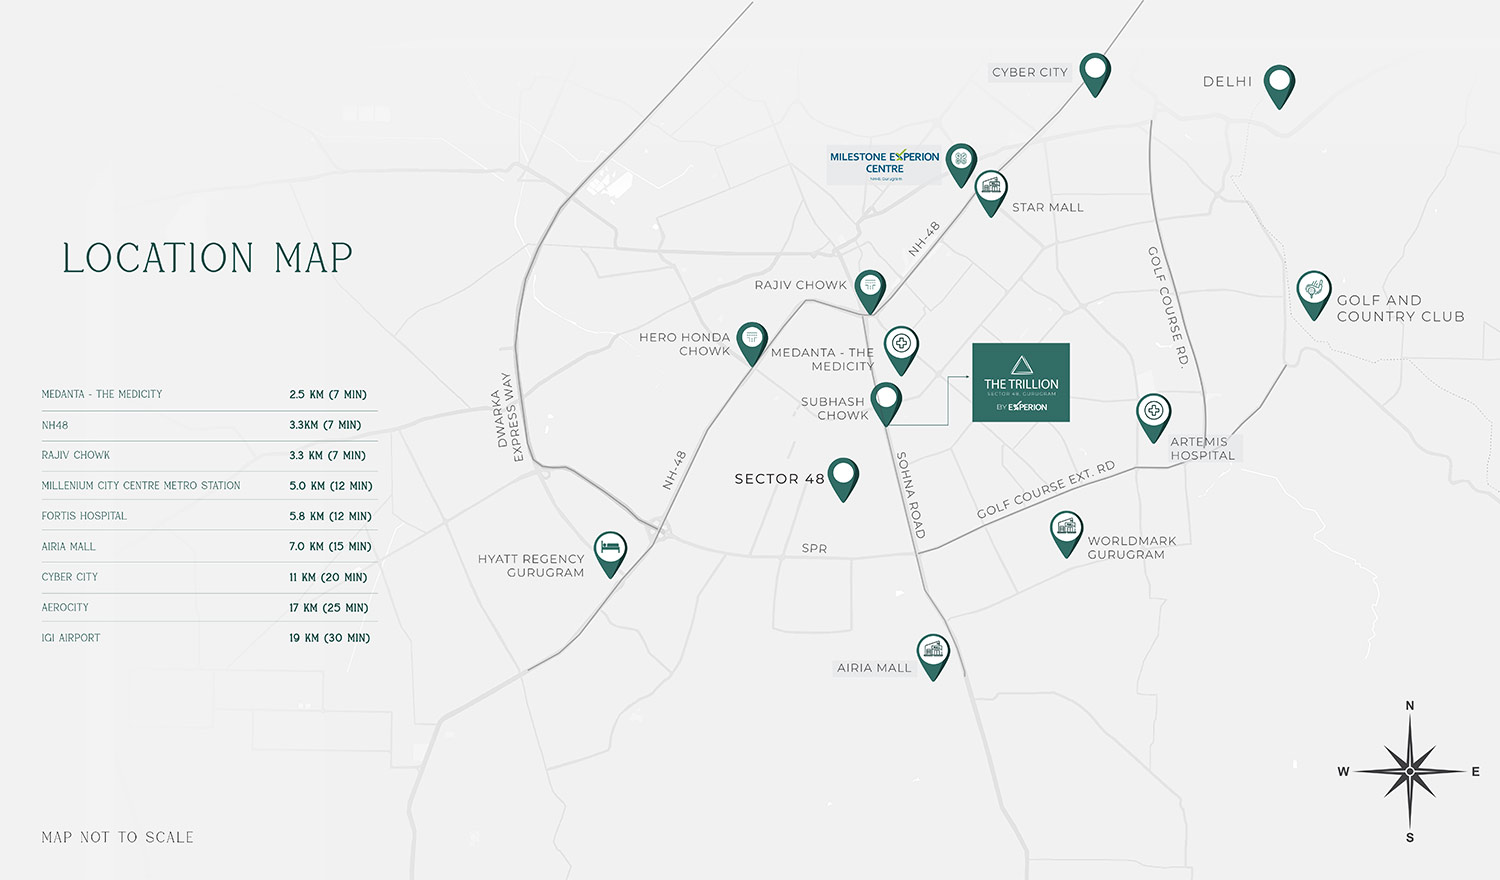 LOCATION MAP
MEDANTA - THE MEDICITY 2.5 KM (7 MIN)
NH48 3.3KM (7 MIN)
RAJIV CHOWK 3.3 KM (7 MIN)
MILLENIUM CITY CENTRE METRO STATION 5.0 KM (12 MIN)
FORTIS HOSPITAL 5.8 KM (12 MIN)
AIRIA MALL 7.0 KM (15 MIN)
CYBER CITY 11 KM (20 MIN)
AEROCITY 17 KM (25 MIN)
IGI AIRPORT 19 KM (30 MIN)
MAP NOT TO SCALE
CYBER CITY
DELHI
MILESTONE EXPERION
CENTRE
STAR MALL
NH-48
RAJIV CHOWK
GOLF COURSE RD.
GOLF AND
COUNTRY CLUB
HERO HONDA
CHOWK
MEDANTA - THE
MEDICITY
THE TRILLION
SECTOR 48, GURUGRAM
BY EXPERION
SUBHASH
CHOWK
DWARKA
EXPRESS WAY
ARTEMIS
HOSPITAL
NH-48
SECTOR 48
SOHNA ROAD
GOLF COURSE EXT. RD
WORLDMARK
GURUGRAM
SPR
HYATT REGENCY
GURUGRAM
AIRIA MALL
N
W
E
S